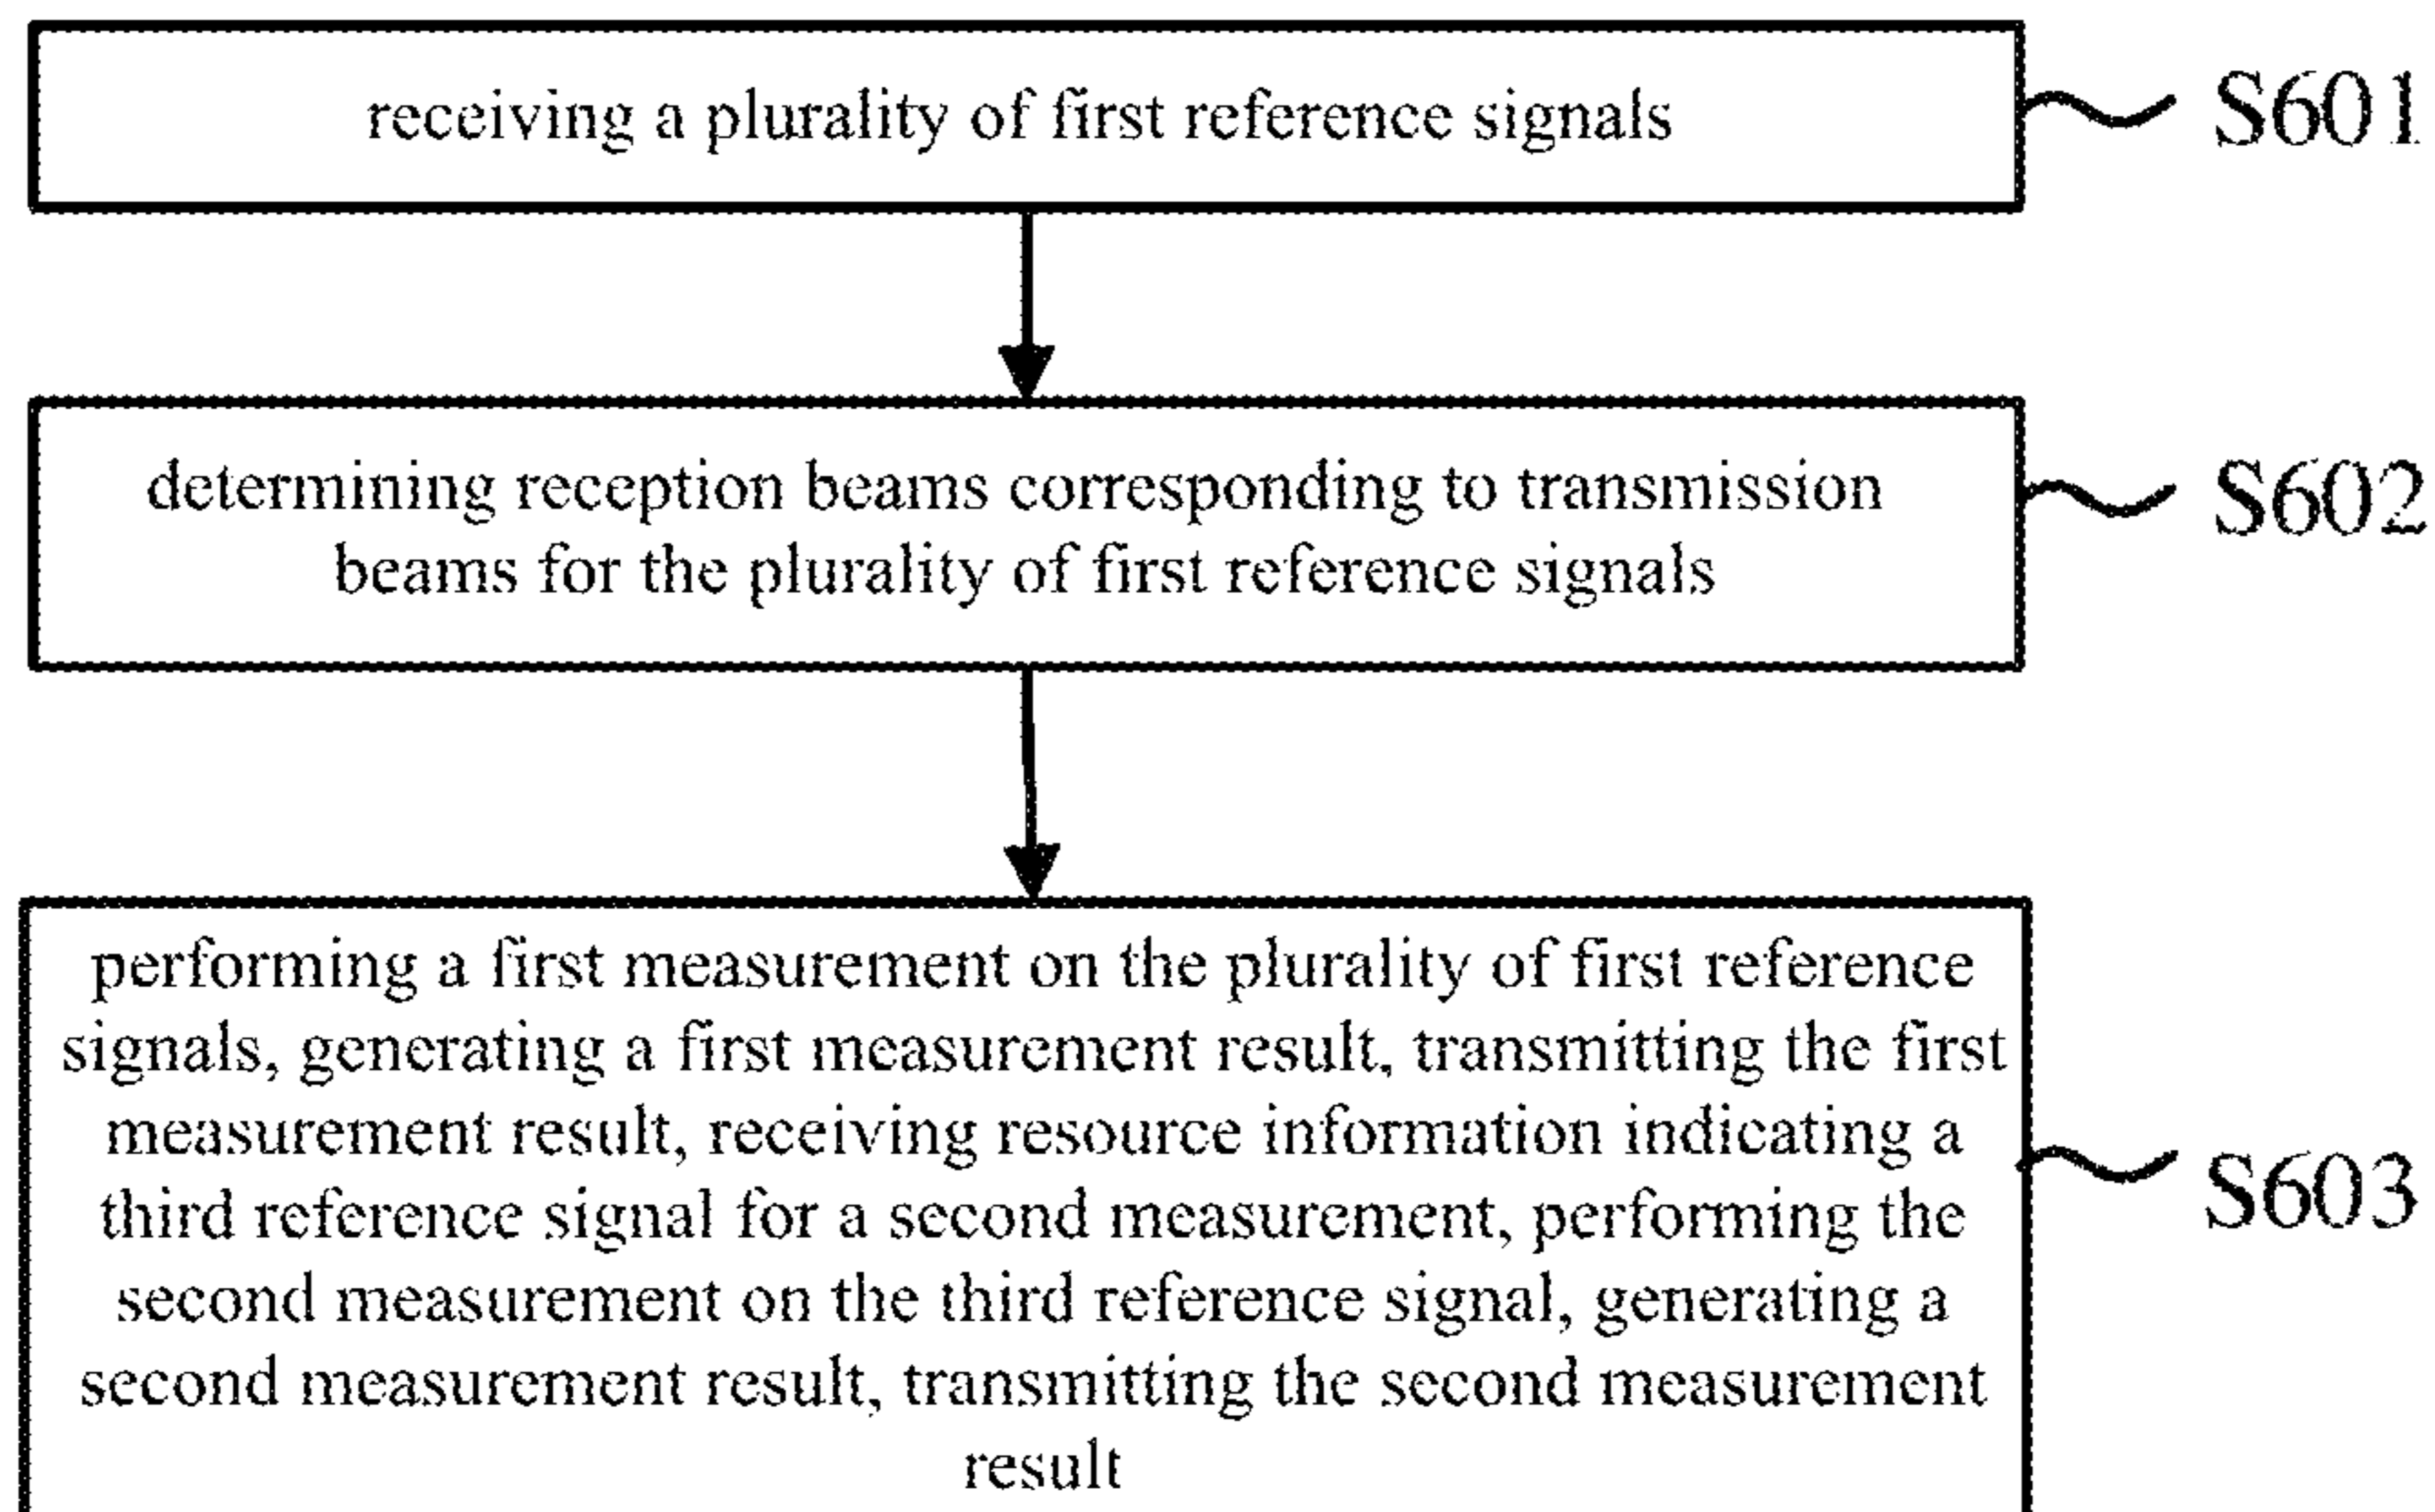 receiving a plurality of first reference signals
S601
determining reception beams corresponding to transmission
beams for the plurality of first reference signals
S602
performing a first measurement on the plurality of first reference
signals, generating a first measurement result, transmitting the first
measurement result, receiving resource information indicating a
third reference signal for a second measurement, performing the
second measurement on the third reference signal, generating a
second measurement result, transmitting the second measurement
result
S603